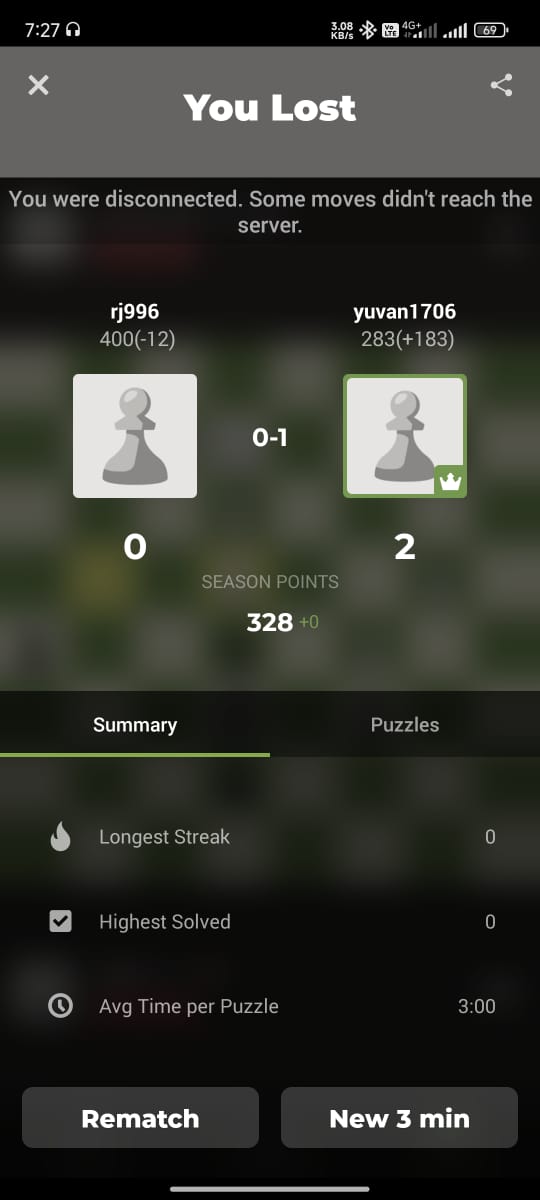 7:27
3.08 KB/s
Vo LTE
4G+
69
You Lost
You were disconnected. Some moves didn't reach the
server.
rj996
yuvan1706
400(-12)
283(+183)
0-1
0
2
SEASON POINTS
328 +0
Summary
Puzzles
Longest Streak
0
Highest Solved
0
Avg Time per Puzzle
3:00
Rematch
New 3 min